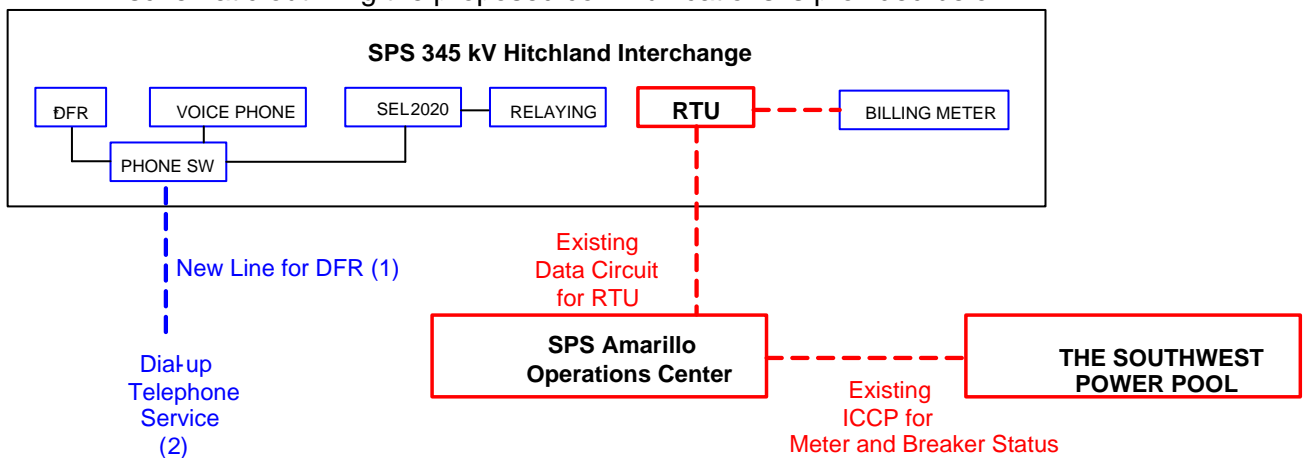 SPS 345 kV Hitchland Interchange
DFR
VOICE PHONE
SEL2020
RELAYING
RTU
BILLING METER
PHONE SW
New Line for DFR (1)
Existing
Data Circuit
for RTU
Dial-up
Telephone
Service
(2)
SPS Amarillo
Operations Center
THE SOUTHWEST
POWER POOL
Existing
ICCP for
Meter and Breaker Status